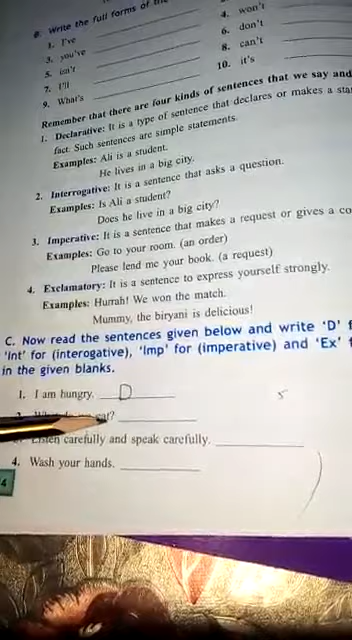 B. Write the full forms of the
1. I've
3. you've
5. isn't
7. I'll
9. What's
4. won't
6. don't
8. can't
10. it's
Remember that there are four kinds of sentences that we say and
1. Declarative: It is a type of sentence that declares or makes a sta
fact. Such sentences are simple statements.
Examples: Ali is a student.
He lives in a big city.
2. Interrogative: It is a sentence that asks a question.
Examples: Is Ali a student?
Does he live in a big city?
3. Imperative: It is a sentence that makes a request or gives a co
Examples: Go to your room. (an order)
Please lend me your book. (a request)
4. Exclamatory: It is a sentence to express yourself strongly.
Examples: Hurrah! We won the match.
Mummy, the biryani is delicious!
C. Now read the sentences given below and write 'D' f
'Int' for (interogative), 'Imp' for (imperative) and 'Ex' f
in the given blanks.
1. I am hungry. D
eat?
Listen carefully and speak carefully.
4. Wash your hands.
4